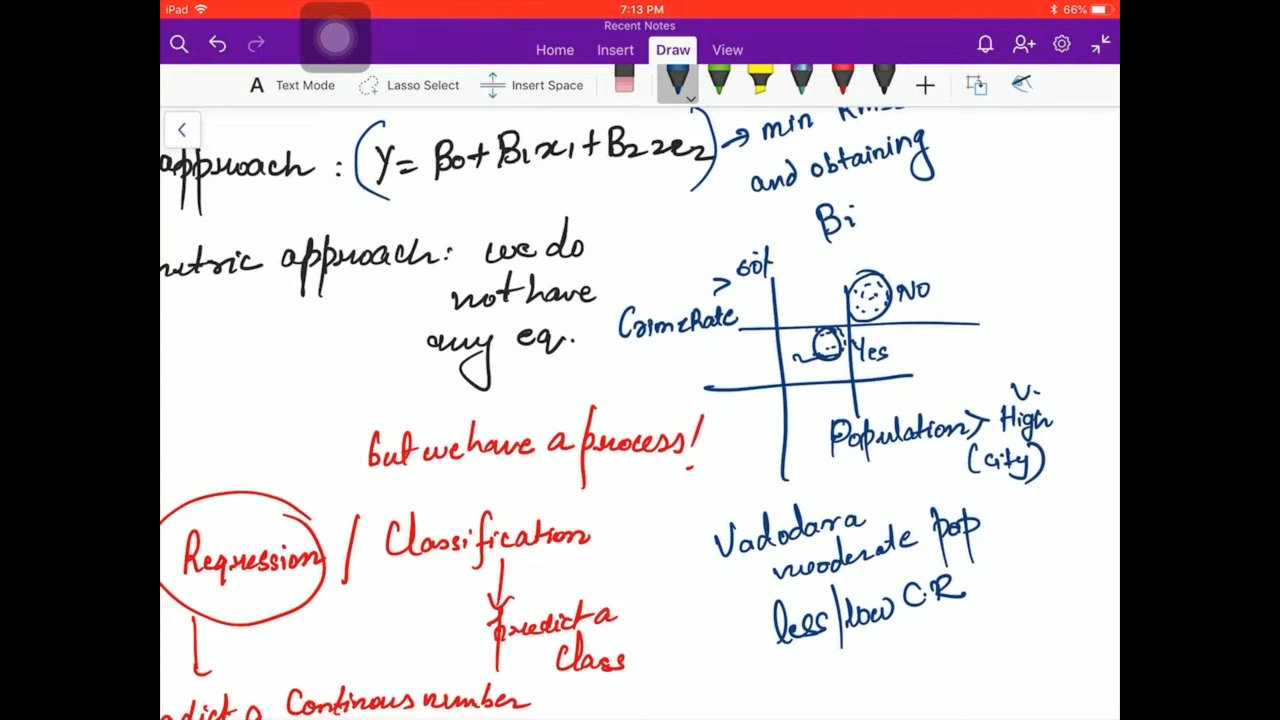 iPad 7:13 PM 66%
Recent Notes
Home Insert Draw View
A Text Mode Lasso Select Insert Space
approach : (y = β0 + B1x1 + B2x2) → min
and obtaining
Bi
metric approach: we do
not have
any eq.
but we have a process!
>
CrimeRate
NO
Yes
V.
Population > High
(city)
Vadodara
moderate pop
less/low C.R
Regression / Classification
predict a
class
dict a Continous number